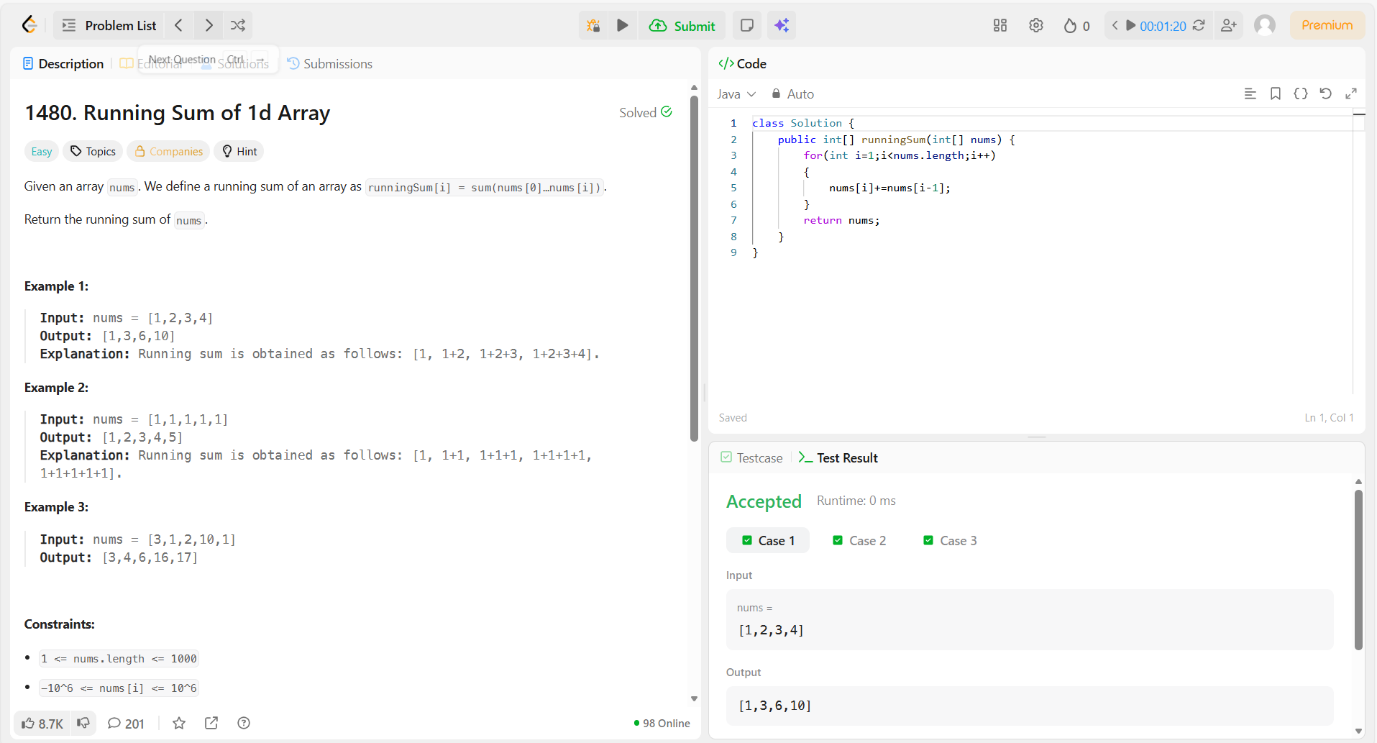 Problem List
Submit
0
00:01:20
Premium
Description
Editorial
Solutions
Submissions
Next Question Ctrl →
1480. Running Sum of 1d Array
Solved
Easy
Topics
Companies
Hint
Given an array nums. We define a running sum of an array as runningSum[i] = sum(nums[0]…nums[i]).
Return the running sum of nums.
Example 1:
Input: nums = [1,2,3,4]
Output: [1,3,6,10]
Explanation: Running sum is obtained as follows: [1, 1+2, 1+2+3, 1+2+3+4].
Example 2:
Input: nums = [1,1,1,1,1]
Output: [1,2,3,4,5]
Explanation: Running sum is obtained as follows: [1, 1+1, 1+1+1, 1+1+1+1,
1+1+1+1+1].
Example 3:
Input: nums = [3,1,2,10,1]
Output: [3,4,6,16,17]
Constraints:
• 1 <= nums.length <= 1000
• -10^6 <= nums[i] <= 10^6
8.7K
201
98 Online
</> Code
Java
Auto
1 class Solution {
2 public int[] runningSum(int[] nums) {
3 for(int i=1;i<nums.length;i++)
4 {
5 nums[i]+=nums[i-1];
6 }
7 return nums;
8 }
9 }
Saved
Ln 1, Col 1
Testcase
>_ Test Result
Accepted
Runtime: 0 ms
Case 1
Case 2
Case 3
Input
nums =
[1,2,3,4]
Output
[1,3,6,10]